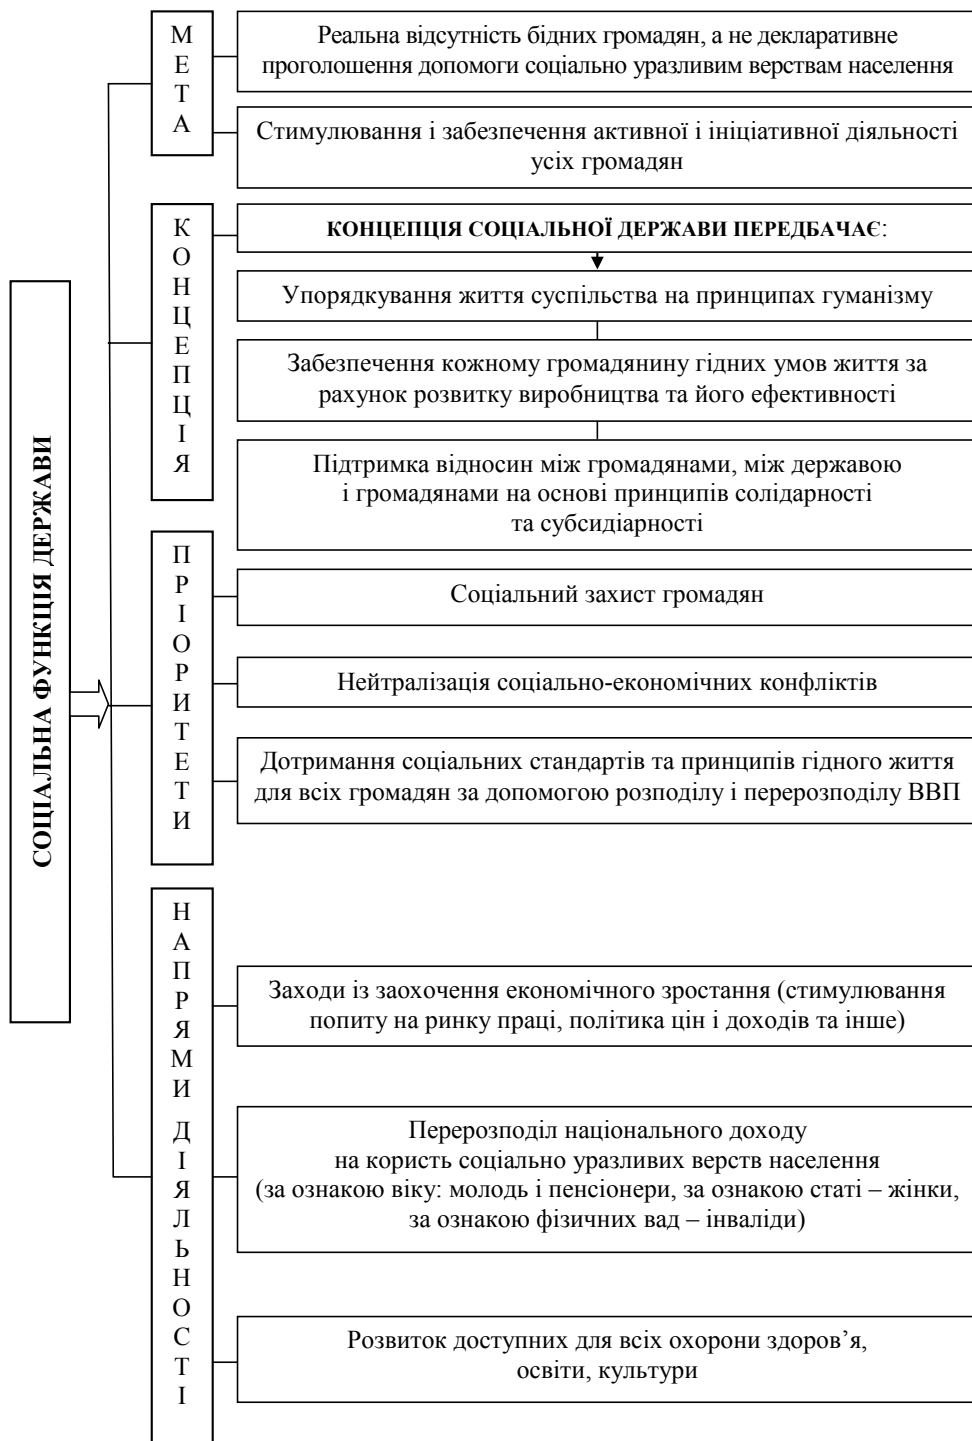 СОЦІАЛЬНА ФУНКЦІЯ ДЕРЖАВИ
МЕТА
Реальна відсутність бідних громадян, а не декларативне
проголошення допомоги соціально уразливим верствам населення
Стимулювання і забезпечення активної і ініціативної діяльності
усіх громадян
КОНЦЕПЦІЯ
КОНЦЕПЦІЯ СОЦІАЛЬНОЇ ДЕРЖАВИ ПЕРЕДБАЧАЄ:
Упорядкування життя суспільства на принципах гуманізму
Забезпечення кожному громадянину гідних умов життя за
рахунок розвитку виробництва та його ефективності
Підтримка відносин між громадянами, між державою
і громадянами на основі принципів солідарності
та субсидіарності
ПРІОРИТЕТИ
Соціальний захист громадян
Нейтралізація соціально-економічних конфліктів
Дотримання соціальних стандартів та принципів гідного життя
для всіх громадян за допомогою розподілу і перерозподілу ВВП
НАПРЯМИ ДІЯЛЬНОСТІ
Заходи із заохочення економічного зростання (стимулювання
попиту на ринку праці, політика цін і доходів та інше)
Перерозподіл національного доходу
на користь соціально уразливих верств населення
(за ознакою віку: молодь і пенсіонери, за ознакою статі – жінки,
за ознакою фізичних вад – інваліди)
Розвиток доступних для всіх охорони здоров’я,
освіти, культури